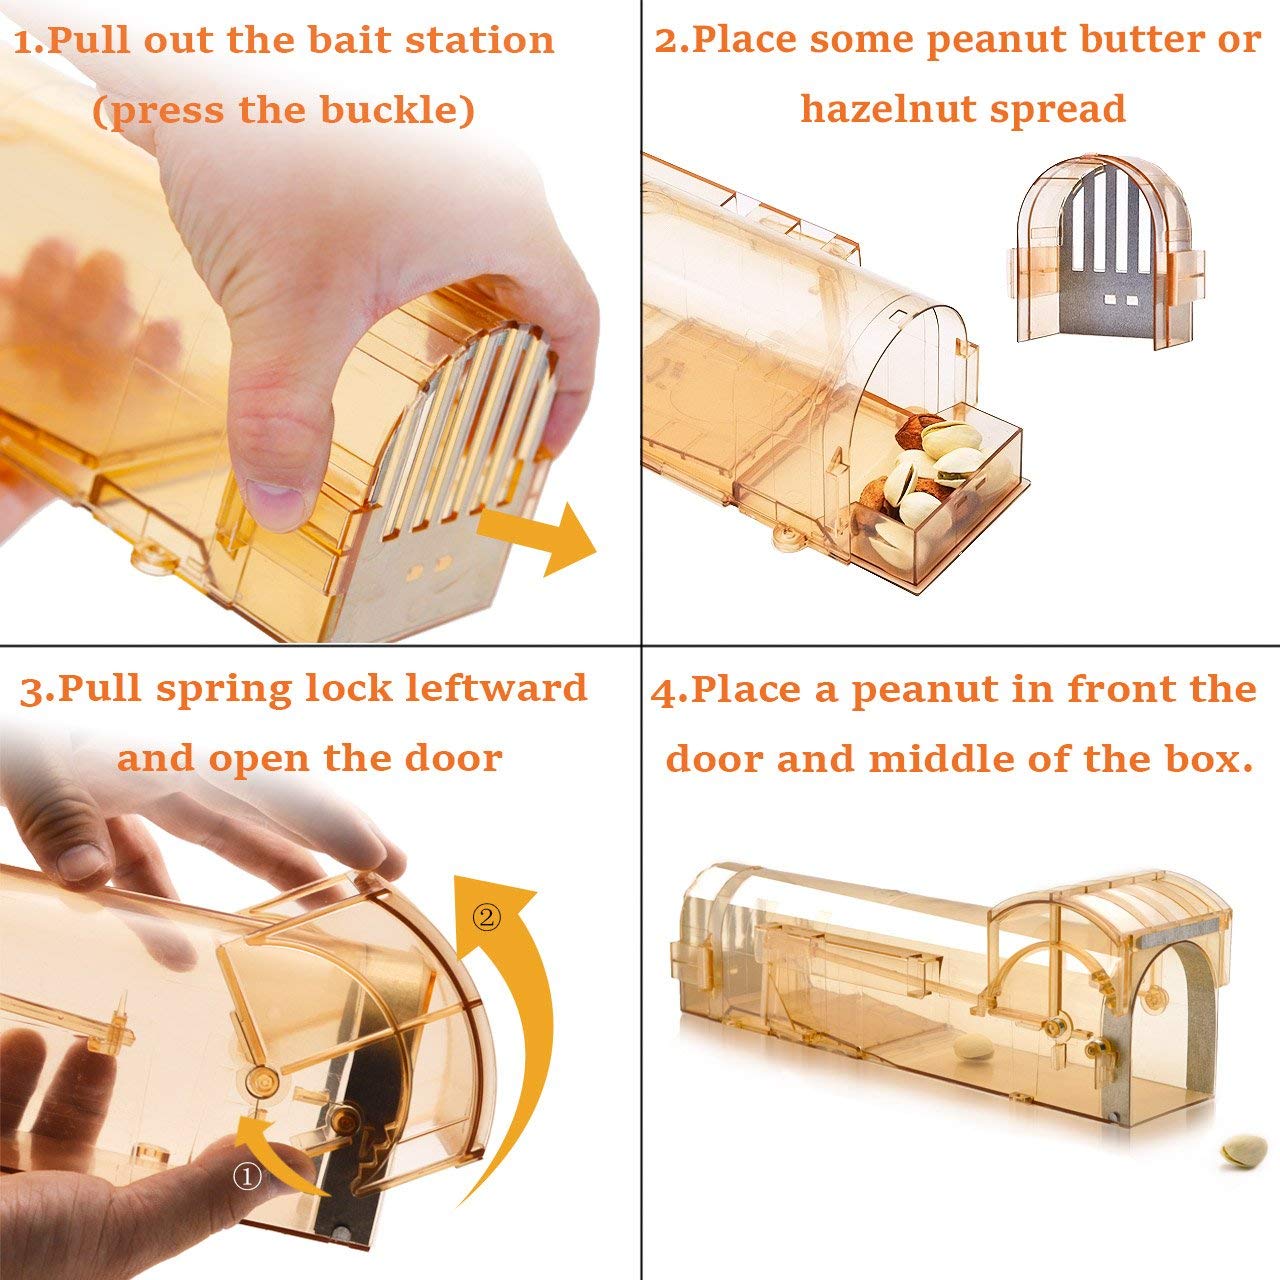 1.Pull out the bait station
(press the buckle)
2.Place some peanut butter or
hazelnut spread
3.Pull spring lock leftward
and open the door
②
①
4.Place a peanut in front the
door and middle of the box.